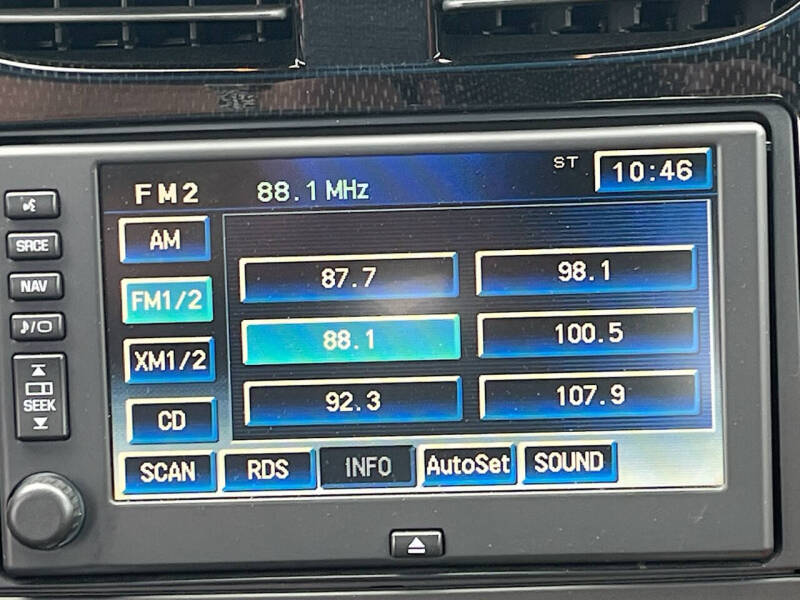 FM2 88.1 MHz ST 10:46
AM
FM1/2
XM1/2
CD
87.7 98.1
88.1 100.5
92.3 107.9
SCAN RDS INFO AutoSet SOUND
SRCE
NAV
SEEK